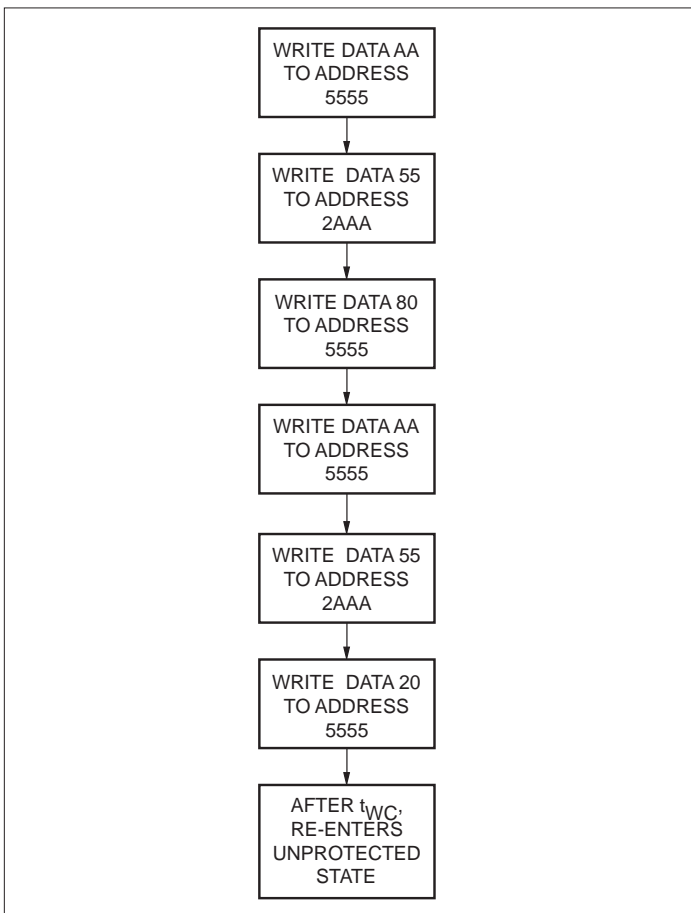 WRITE DATA AA
TO ADDRESS
5555
WRITE DATA 55
TO ADDRESS
2AAA
WRITE DATA 80
TO ADDRESS
5555
WRITE DATA AA
TO ADDRESS
5555
WRITE DATA 55
TO ADDRESS
2AAA
WRITE DATA 20
TO ADDRESS
5555
AFTER tWC,
RE-ENTERS
UNPROTECTED
STATE